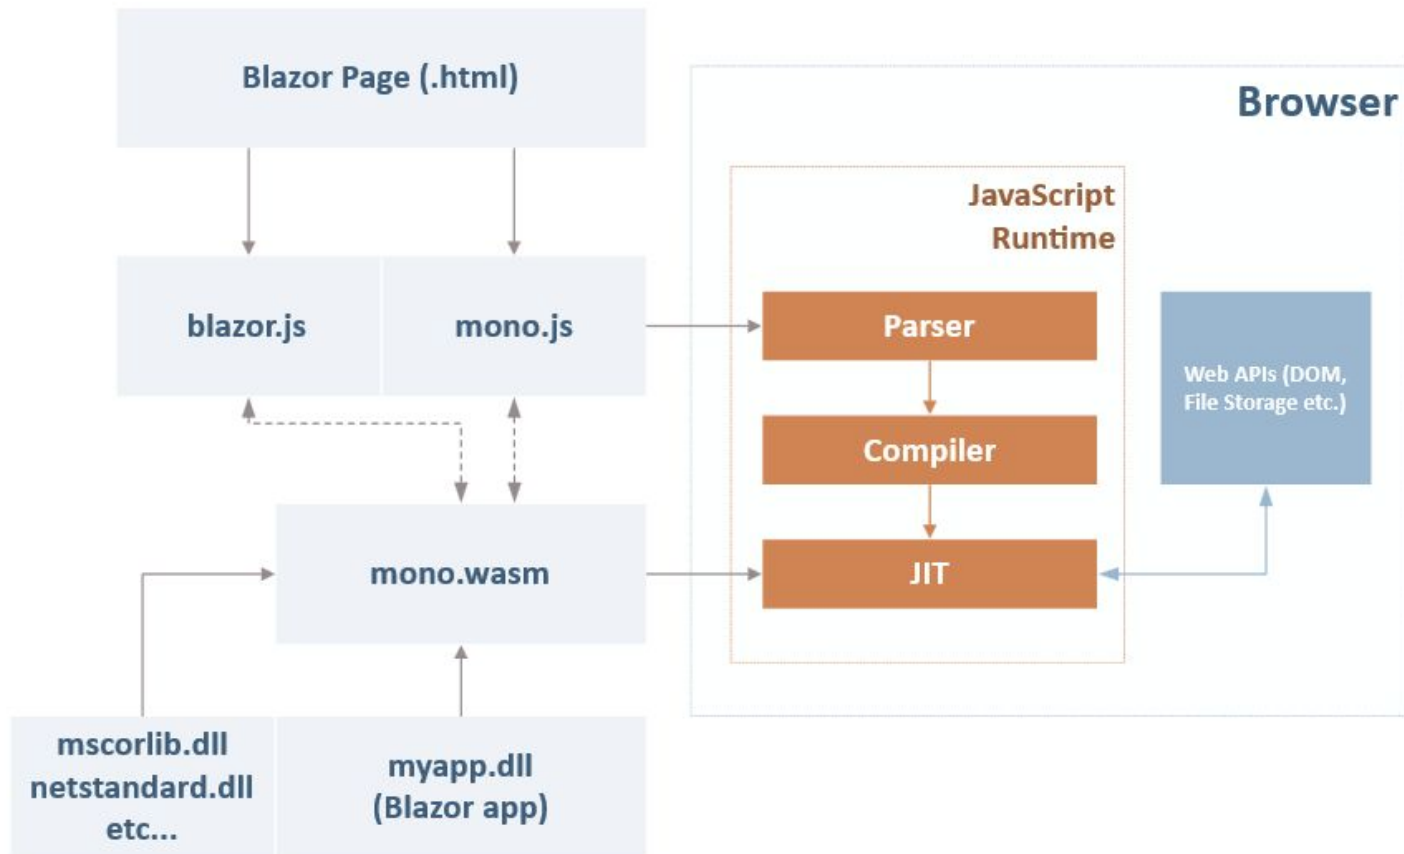 Blazor Page (.html)
Browser
JavaScript
Runtime
blazor.js
mono.js
Parser
Web APIs (DOM,
File Storage etc.)
Compiler
mono.wasm
JIT
mscorlib.dll
netstandard.dll
etc...
myapp.dll
(Blazor app)